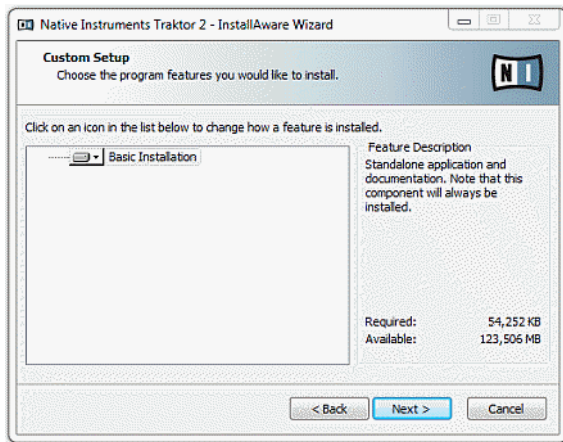 Native Instruments Traktor 2 - InstallAware Wizard
Custom Setup
Choose the program features you would like to install.
N I
Click on an icon in the list below to change how a feature is installed.
Basic Installation
Feature Description
Standalone application and
documentation. Note that this
component will always be
installed.
Required: 54,252 KB
Available: 123,506 MB
< Back Next > Cancel